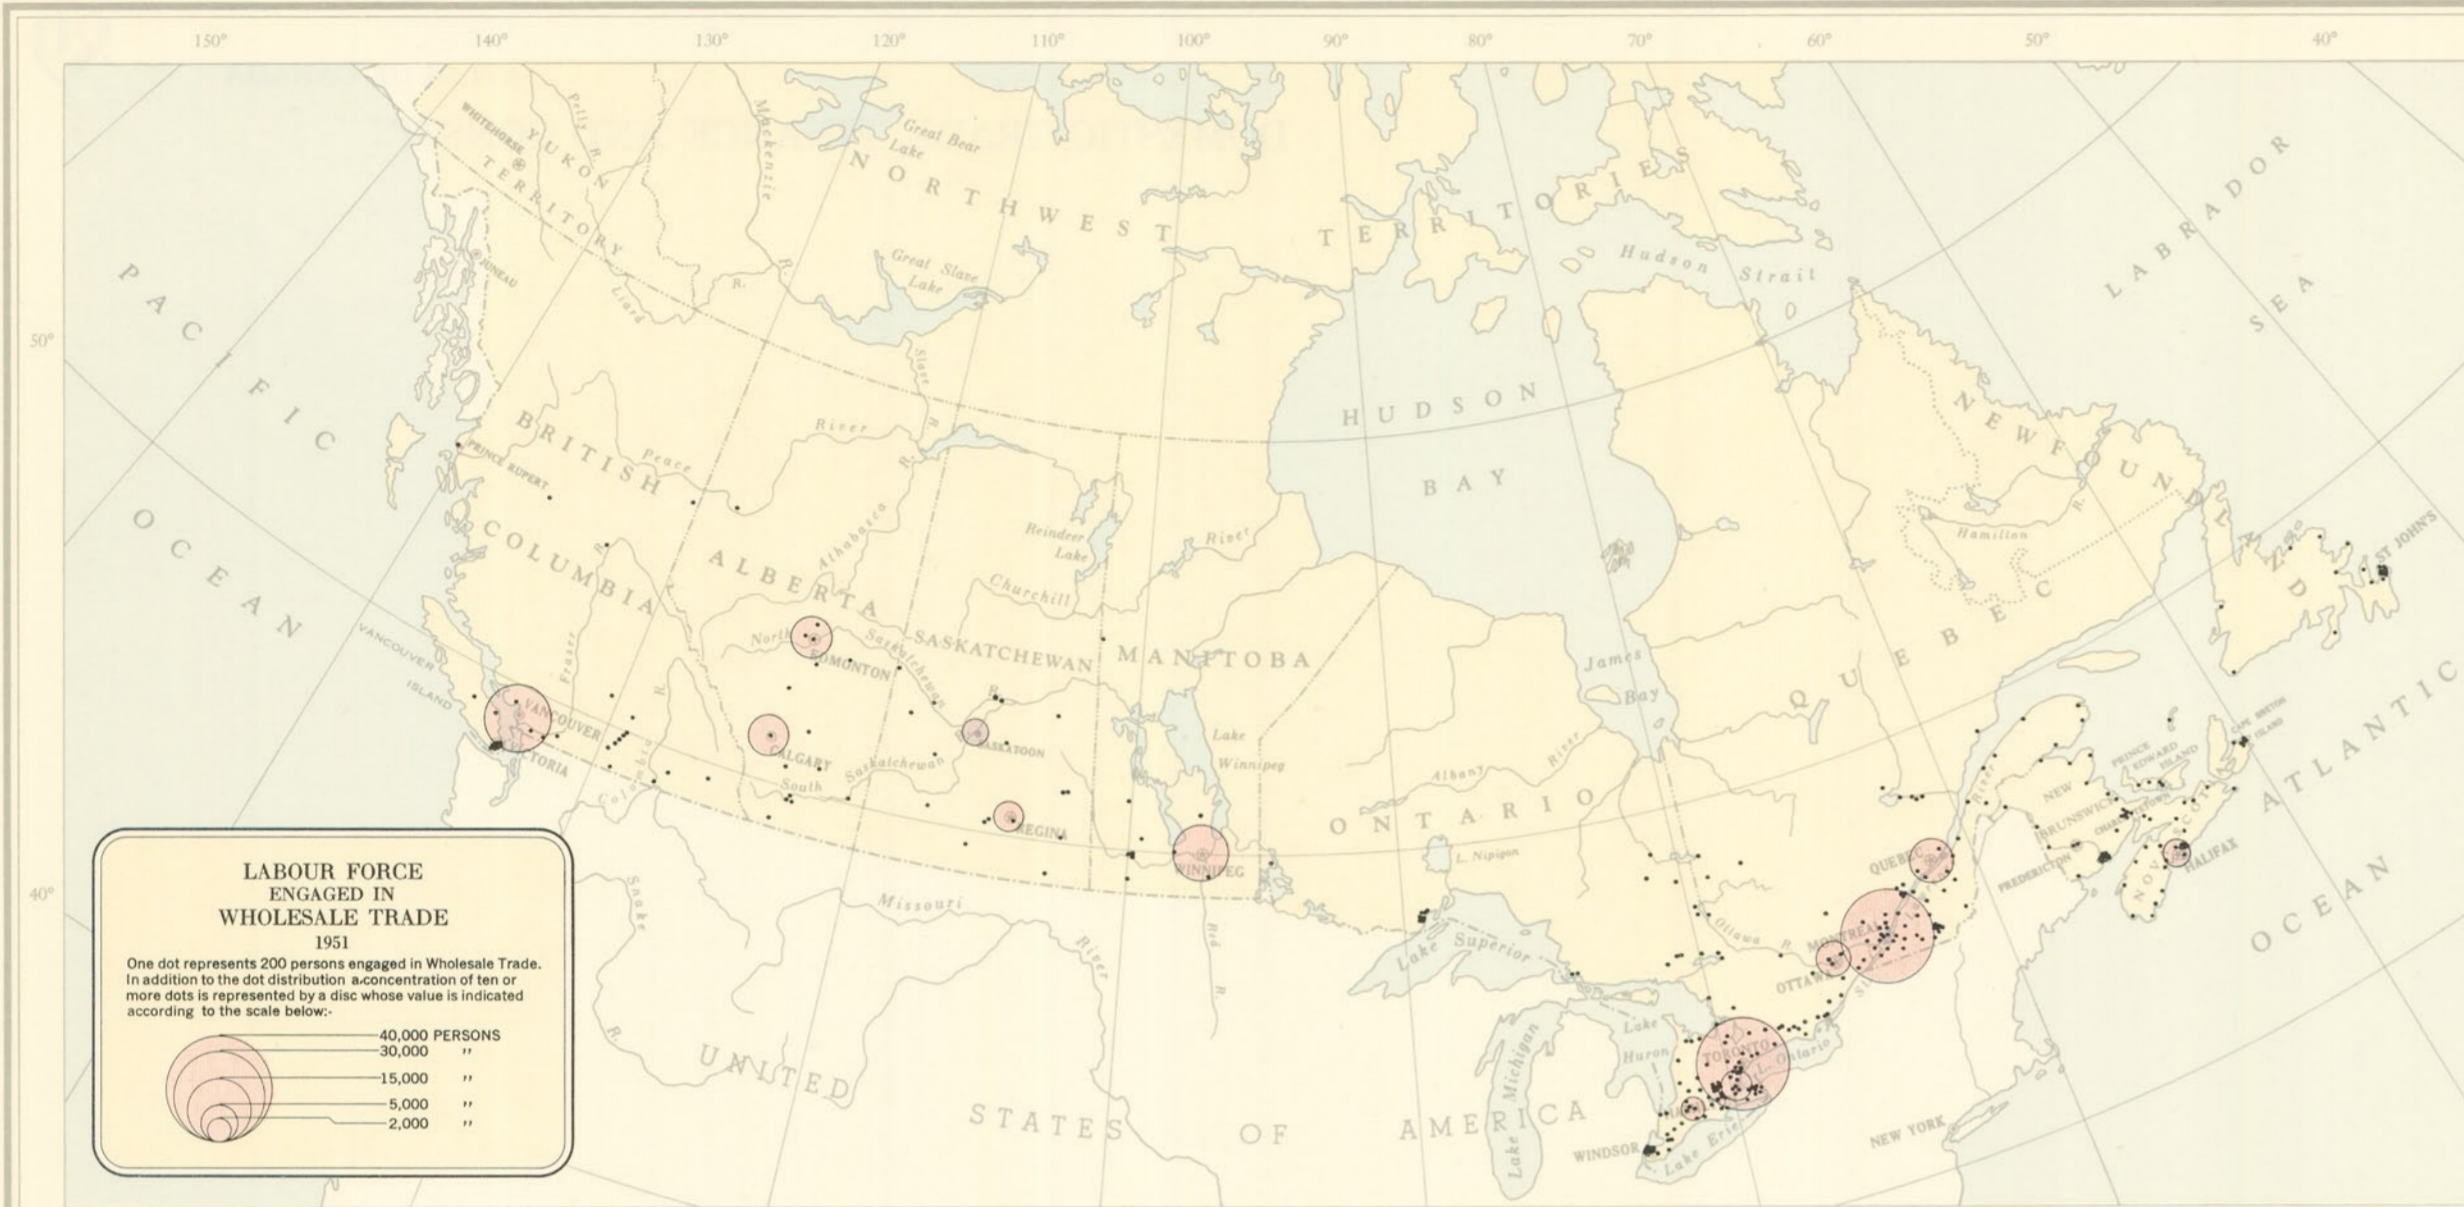 150°
140°
130°
120°
110°
100°
90°
80°
70°
60°
50°
40°
50°
40°
PACIFIC
OCEAN
WHITEHORSE
YUKON
TERRITORY
Pelly R.
Mackenzie
R.
JUNEAU
Liard
R.
Great Bear
Lake
NORTHWEST TERRITORIES
Great Slave
Lake
Slave
R.
Hudson Strait
LABRADOR
SEA
HUDSON
BAY
BRITISH
COLUMBIA
PRINCE RUPERT
Peace
River
R.
Athabasca
ALBERTA
Reindeer
Lake
River
Churchill
NEWFOUNDLAND
Hamilton
R.
ST JOHN'S
VANCOUVER
ISLAND
Fraser
R.
R.
North
EDMONTON
Saskatchewan
R.
SASKATCHEWAN
MANITOBA
James
Bay
QUEBEC
VANCOUVER
TORIA
Columbia
CALGARY
South
Saskatchewan
SASKATOON
REGINA
Lake
Winnipeg
WINNIPEG
ONTARIO
Albany
River
L. Nipigon
River
NEW
BRUNSWICK
PRINCE
EDWARD
ISLAND
CAPE BRETON
ISLAND
FREDERICTON
NOVA SCOTIA
HALIFAX
ATLANTIC
OCEAN
QUEBEC
MONTREAL
OTTAWA
Ottawa R.
Lake Superior
Lake
Huron
Lake Michigan
TORONTO
L. Ontario
Lake Erie
WINDSOR
NEW YORK
Snake
R.
Missouri
River
Red
R.
UNITED STATES OF AMERICA
LABOUR FORCE
ENGAGED IN
WHOLESALE TRADE
1951
One dot represents 200 persons engaged in Wholesale Trade.
In addition to the dot distribution a concentration of ten or
more dots is represented by a disc whose value is indicated
according to the scale below:-
40,000 PERSONS
30,000 "
15,000 "
5,000 "
2,000 "